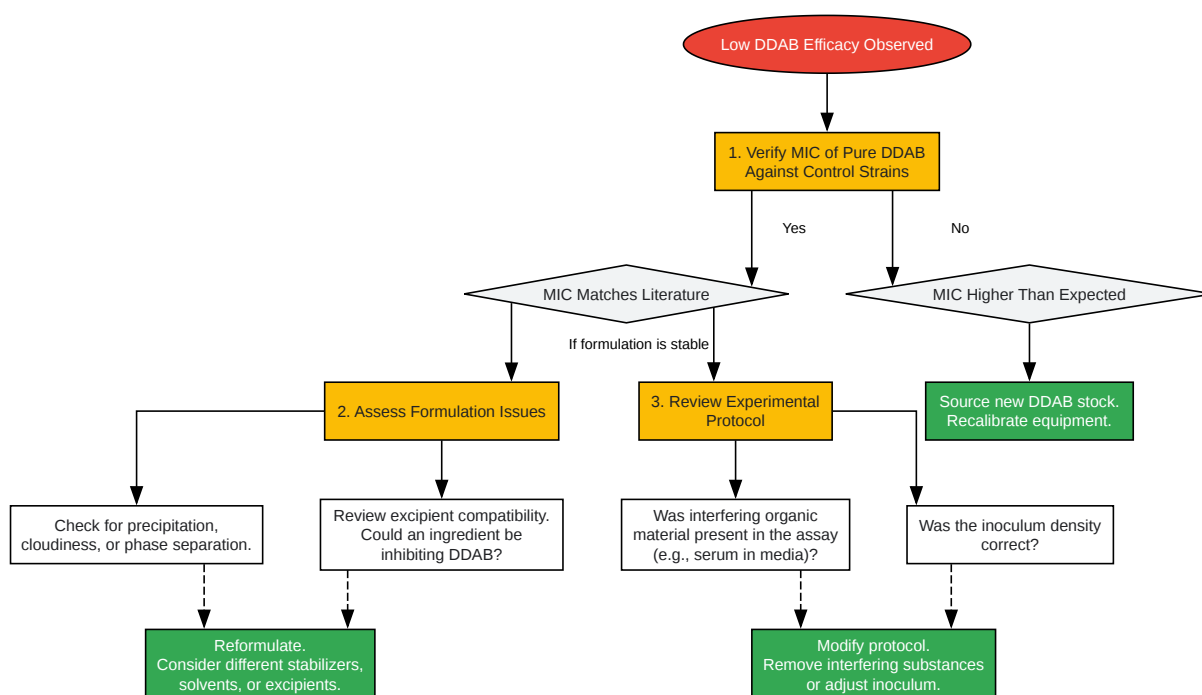 Low DDAB Efficacy Observed
1. Verify MIC of Pure DDAB
Against Control Strains
Yes
No
MIC Matches Literature
MIC Higher Than Expected
If formulation is stable
2. Assess Formulation Issues
3. Review Experimental
Protocol
Source new DDAB stock.
Recalibrate equipment.
Check for precipitation,
cloudiness, or phase separation.
Review excipient compatibility.
Could an ingredient be
inhibiting DDAB?
Was interfering organic
material present in the assay
(e.g., serum in media)?
Was the inoculum density
correct?
Reformulate.
Consider different stabilizers,
solvents, or excipients.
Modify protocol.
Remove interfering substances
or adjust inoculum.